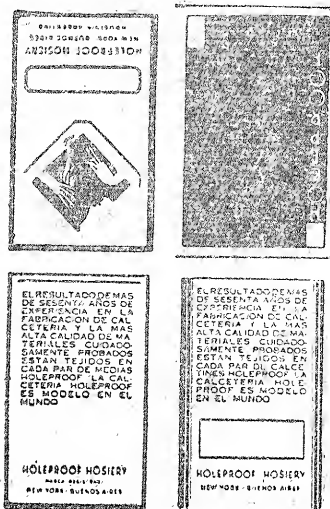 HOLEPROOF HOSIERY
NEW YORK · BUENOS AIRES
EL RESULTADO DE MAS
DE SESENTA AÑOS DE
EXPERIENCIA EN LA
FABRICACION DE CAL
CETERIA Y LA MAS
ALTA CALIDAD DE MA
TERIALES CUIDADO-
SAMENTE PROBADOS
ESTAN TEJIDOS EN
CADA PAR DE MEDIAS
HOLEPROOF LA CAL-
CETERIA HOLEPROOF
ES MODELO EN EL
MUNDO
HOLEPROOF HOSIERY
MARCA REGISTRADA
NEW YORK · BUENOS AIRES
EL RESULTADO DE MAS
DE SESENTA AÑOS DE
EXPERIENCIA EN LA
FABRICACION DE CAL-
CETERIA Y LA MAS
ALTA CALIDAD DE MA-
TERIALES CUIDADO-
SAMENTE PROBADOS
ESTAN TEJIDOS EN
CADA PAR DE CALCE
TINES HOLEPROOF LA
CALCETERIA HOLE-
PROOF ES MODELO
EN EL MUNDO
HOLEPROOF HOSIERY
NEW YORK · BUENOS AIRES